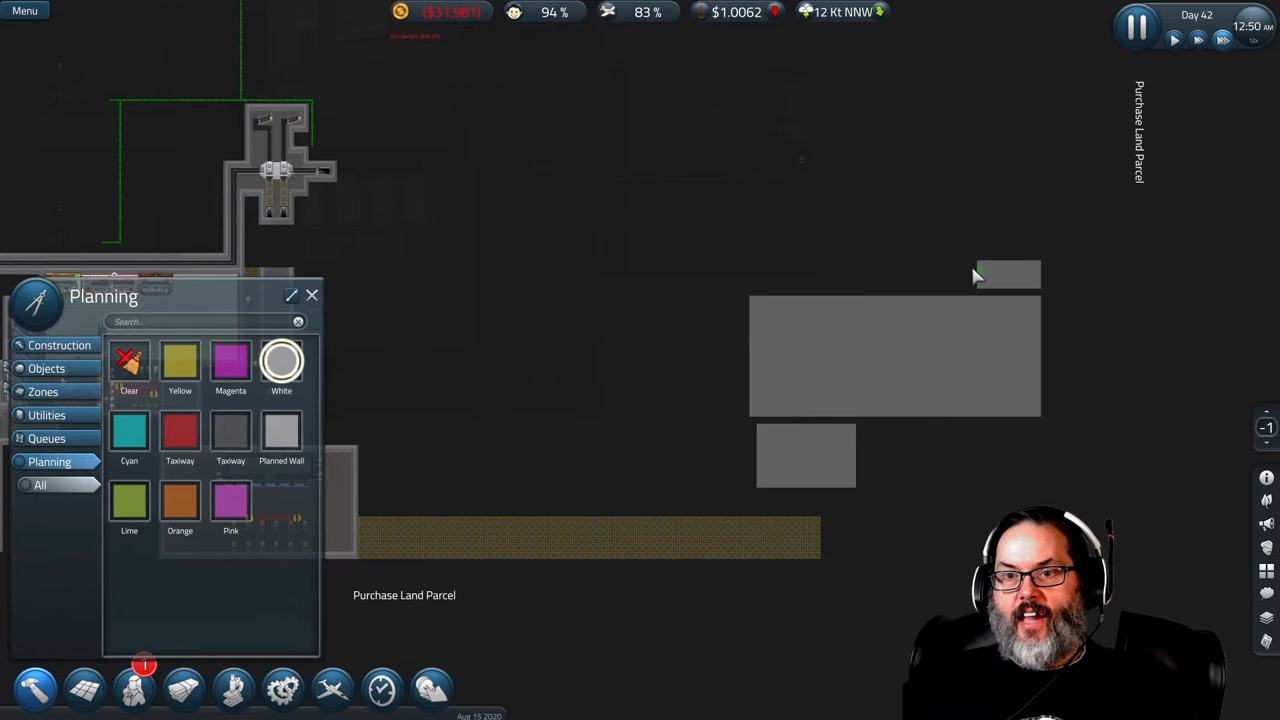 Menu
($31,981)
94 %
83 %
$1.0062
12 Kt NNW
Day 42
12:50 AM
12x
Purchase Land Parcel
Planning
Search...
Construction
Objects
Zones
Utilities
Queues
Planning
All
Clear
Yellow
Magenta
White
Cyan
Taxiway
Taxiway
Planned Wall
Lime
Orange
Pink
-1
Purchase Land Parcel
1
Aug 15 2020